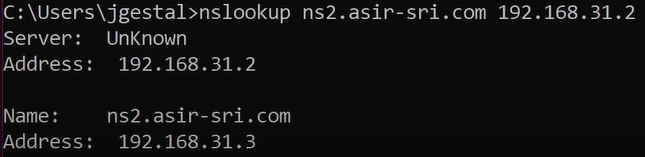 C:\Users\jgestal>nslookup ns2.asir-sri.com 192.168.31.2
Server:  UnKnown
Address:  192.168.31.2

Name:    ns2.asir-sri.com
Address:  192.168.31.3